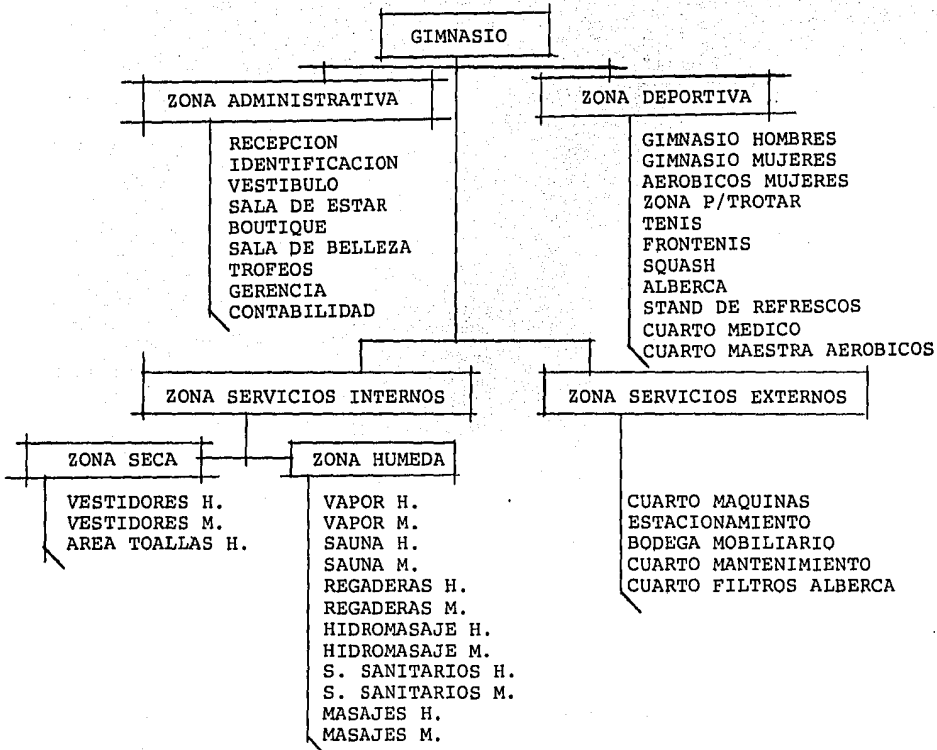 GIMNASIO
ZONA ADMINISTRATIVA
RECEPCION
IDENTIFICACION
VESTIBULO
SALA DE ESTAR
BOUTIQUE
SALA DE BELLEZA
TROFEOS
GERENCIA
CONTABILIDAD
ZONA DEPORTIVA
GIMNASIO HOMBRES
GIMNASIO MUJERES
AEROBICOS MUJERES
ZONA P/TROTAR
TENIS
FRONTENIS
SQUASH
ALBERCA
STAND DE REFRESCOS
CUARTO MEDICO
CUARTO MAESTRA AEROBICOS
ZONA SERVICIOS INTERNOS
ZONA SECA
VESTIDORES H.
VESTIDORES M.
AREA TOALLAS H.
ZONA HUMEDA
VAPOR H.
VAPOR M.
SAUNA H.
SAUNA M.
REGADERAS H.
REGADERAS M.
HIDROMASAJE H.
HIDROMASAJE M.
S. SANITARIOS H.
S. SANITARIOS M.
MASAJES H.
MASAJES M.
ZONA SERVICIOS EXTERNOS
CUARTO MAQUINAS
ESTACIONAMIENTO
BODEGA MOBILIARIO
CUARTO MANTENIMIENTO
CUARTO FILTROS ALBERCA